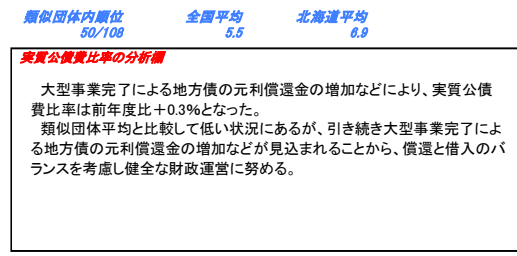 類似団体内順位 全国平均 北海道平均
50/108 5.5 6.9
実質公債費比率の分析欄
大型事業完了による地方債の元利償還金の増加などにより、実質公債
費比率は前年度比＋0.3%となった。
類似団体平均と比較して低い状況にあるが、引き続き大型事業完了によ
る地方債の元利償還金の増加などが見込まれることから、償還と借入のバ
ランスを考慮し健全な財政運営に努める。